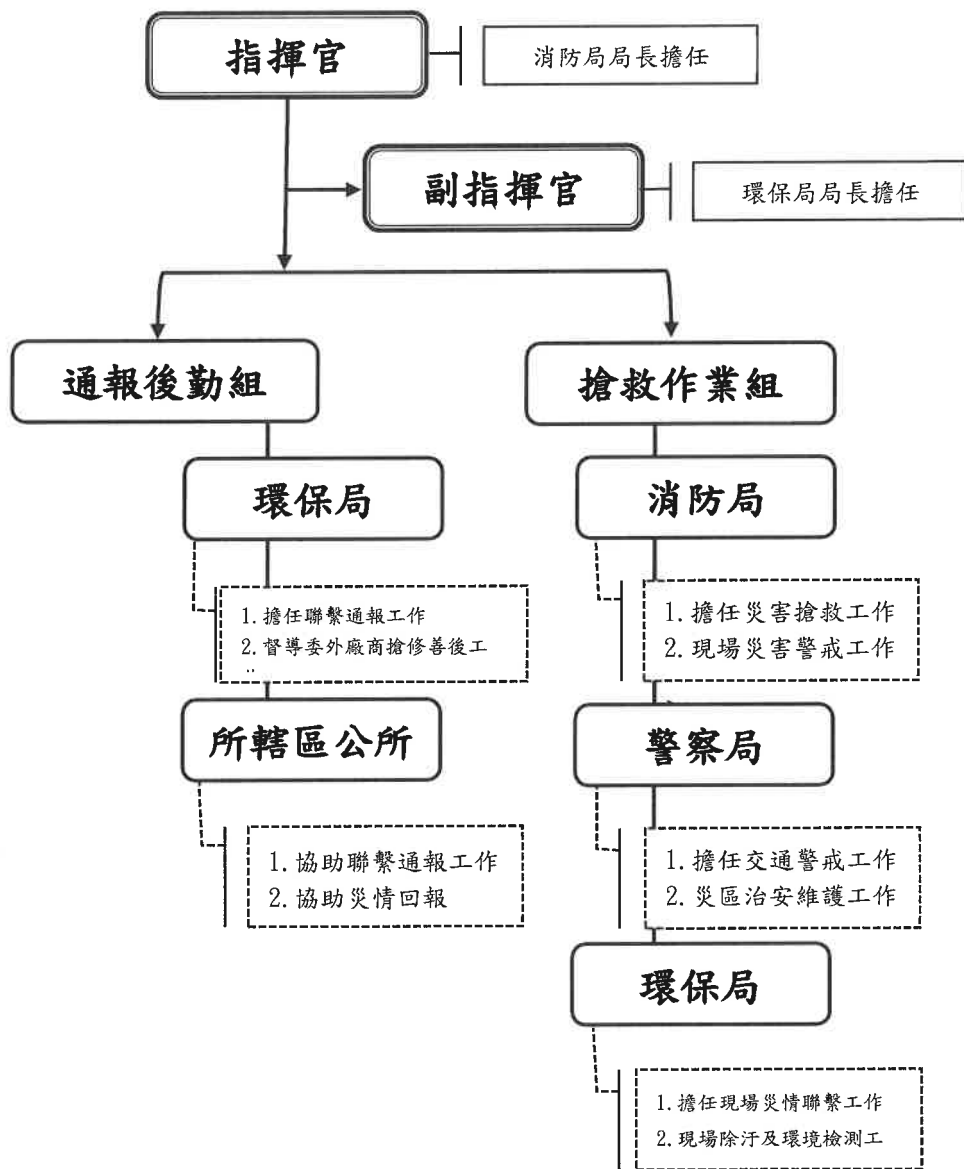 指揮官
消防局局長擔任
副指揮官
環保局局長擔任
通報後勤組
搶救作業組
環保局
消防局
1. 擔任聯繫通報工作
2. 督導委外廠商搶修善後工
1. 擔任災害搶救工作
2. 現場災害警戒工作
所轄區公所
警察局
1. 協助聯繫通報工作
2. 協助災情回報
1. 擔任交通警戒工作
2. 災區治安維護工作
環保局
1. 擔任現場災情聯繫工作
2. 現場除汙及環境檢測工